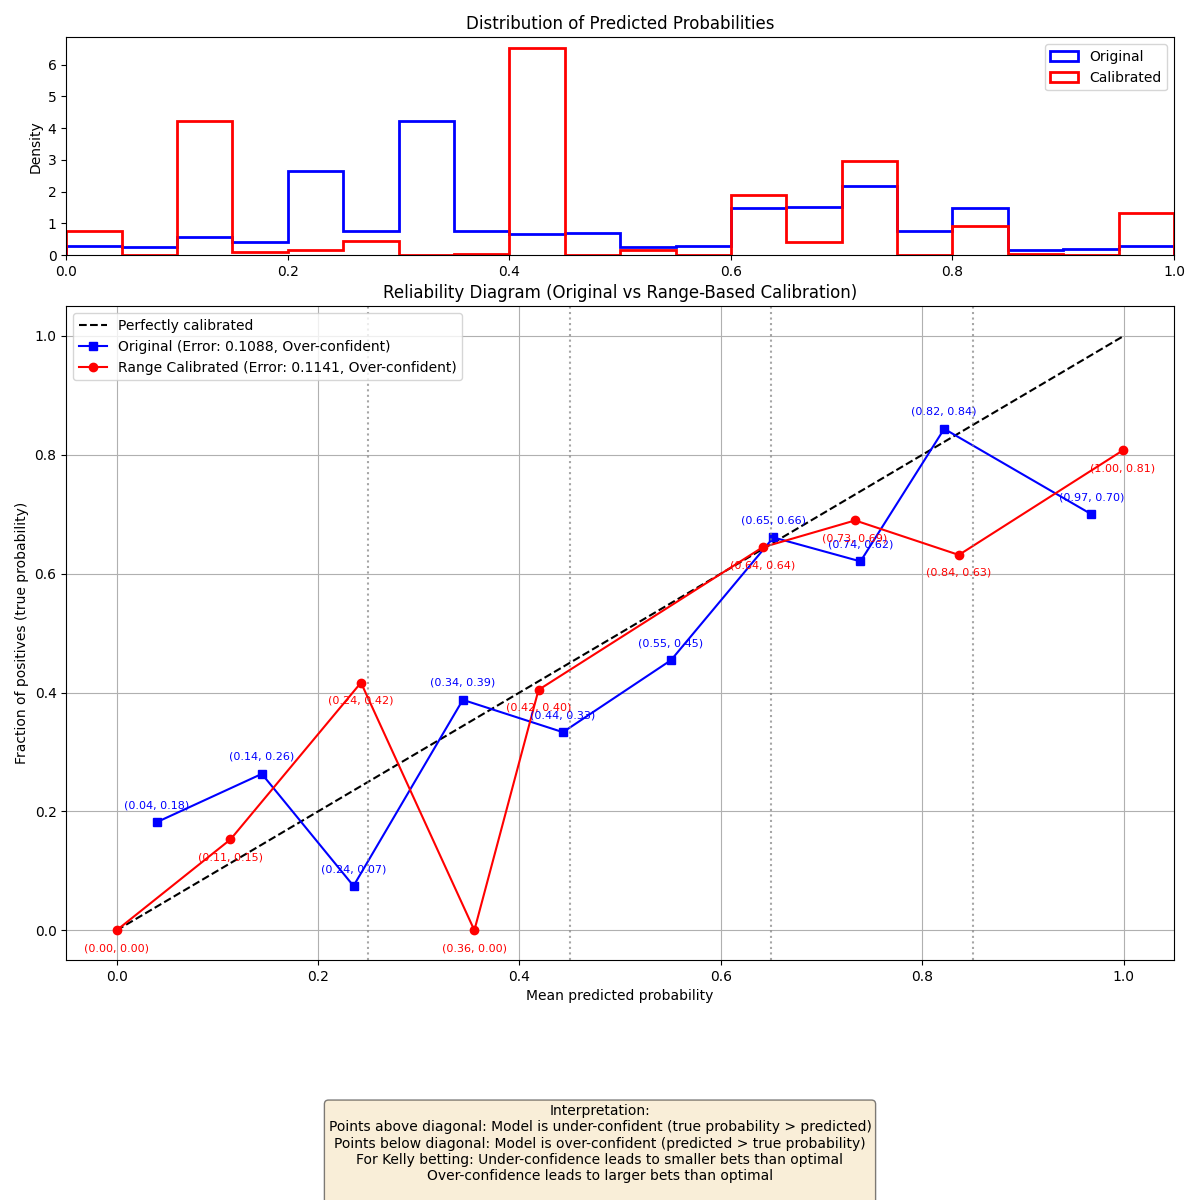 Distribution of Predicted Probabilities
Original
Calibrated
Density
6
5
4
3
2
1
0
0.0 0.2 0.4 0.6 0.8 1.0
Reliability Diagram (Original vs Range-Based Calibration)
Perfectly calibrated
Original (Error: 0.1088, Over-confident)
Range Calibrated (Error: 0.1141, Over-confident)
Fraction of positives (true probability)
1.0
0.8
0.6
0.4
0.2
0.0
(0.82, 0.84)
(1.00, 0.81)
(0.97, 0.70)
(0.65, 0.66)
(0.73, 0.69)
(0.74, 0.62)
(0.64, 0.64)
(0.84, 0.63)
(0.55, 0.45)
(0.34, 0.39)
(0.24, 0.42)
(0.42, 0.40)
(0.44, 0.33)
(0.14, 0.26)
(0.04, 0.18)
(0.11, 0.15)
(0.24, 0.07)
(0.00, 0.00)
(0.36, 0.00)
0.0 0.2 0.4 0.6 0.8 1.0
Mean predicted probability
Interpretation:
Points above diagonal: Model is under-confident (true probability > predicted)
Points below diagonal: Model is over-confident (predicted > true probability)
For Kelly betting: Under-confidence leads to smaller bets than optimal
Over-confidence leads to larger bets than optimal